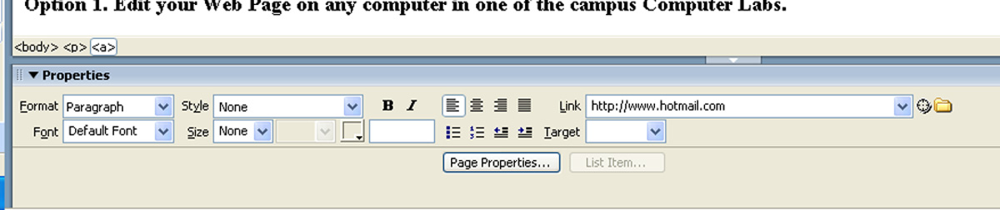 Option 1. Edit your Web Page on any computer in one of the campus Computer Labs.
<body> <p> <a>
Properties
Format Paragraph Style None B I Link http://www.hotmail.com
Font Default Font Size None Target
Page Properties... List Item...